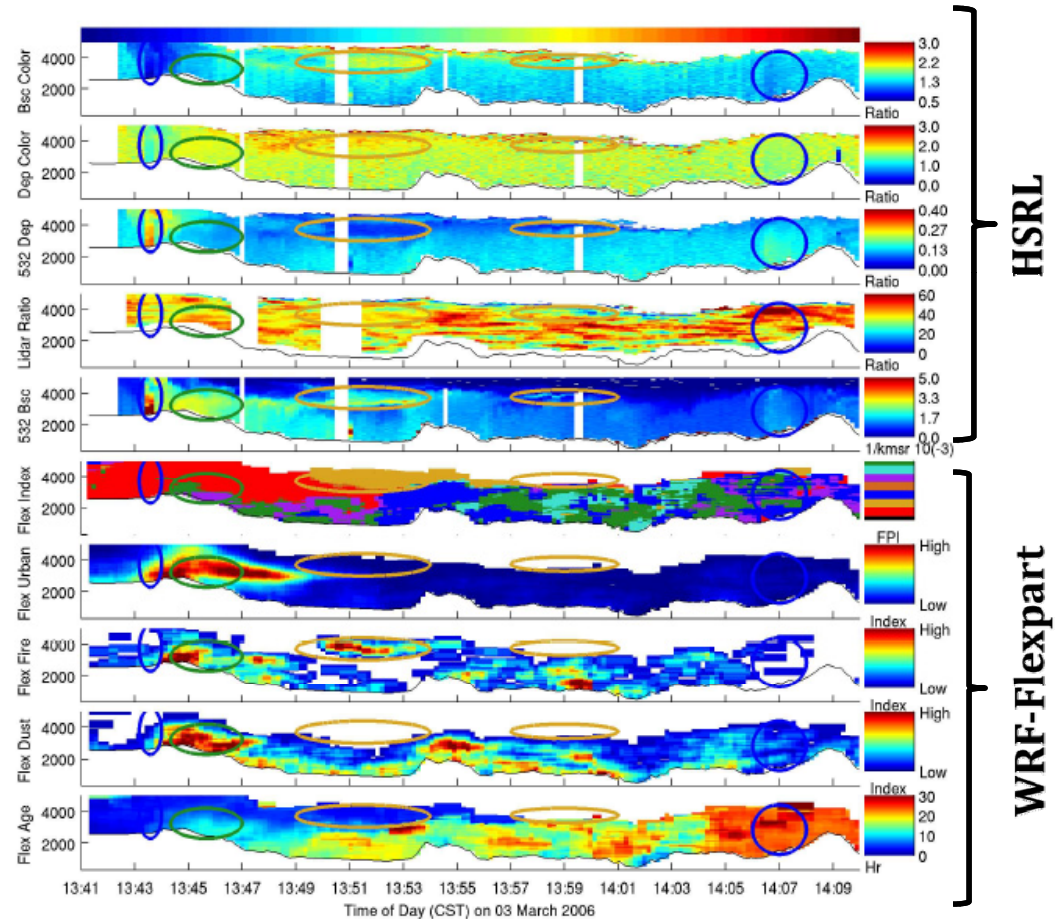 Bsc Color
4000
2000
3.0
2.2
1.3
0.5
Ratio
Dep Color
4000
2000
3.0
2.0
1.0
0.0
Ratio
532 Dep
4000
2000
0.40
0.27
0.13
0.00
Ratio
Lidar Ratio
4000
2000
60
40
20
0
Ratio
532 Bsc
4000
2000
5.0
3.3
1.7
0.0
1/kmsr 10(-3)
HSRL
Flex Index
4000
2000
FPI
Flex Urban
4000
2000
High
Low
Index
Flex Fire
4000
2000
High
Low
Index
Flex Dust
4000
2000
High
Low
Index
Flex Age
4000
2000
30
20
10
0
Hr
WRF-Flexpart
13:41 13:43 13:45 13:47 13:49 13:51 13:53 13:55 13:57 13:59 14:01 14:03 14:05 14:07 14:09
Time of Day (CST) on 03 March 2006